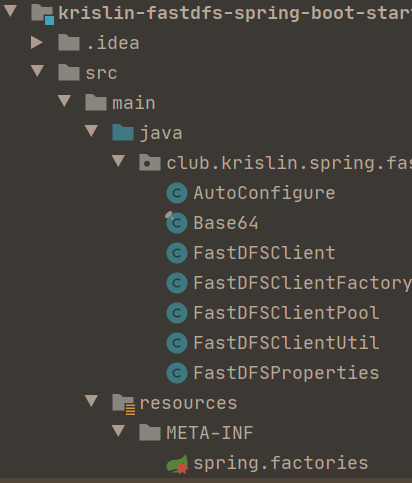 krislin-fastdfs-spring-boot-star
.idea
src
main
java
club.krislin.spring.fas
AutoConfigure
Base64
FastDFSClient
FastDFSClientFactory
FastDFSClientPool
FastDFSClientUtil
FastDFSProperties
resources
META-INF
spring.factories